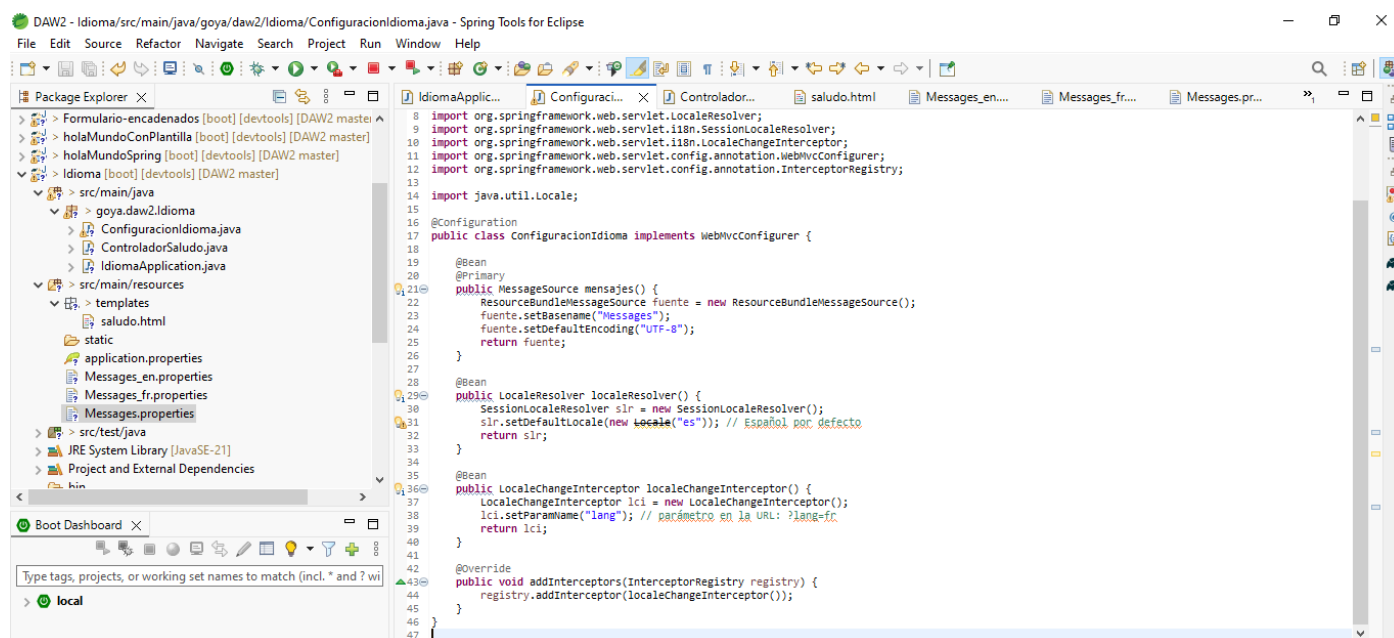 DAW2 - Idioma/src/main/java/goya/daw2/Idioma/ConfiguracionIdioma.java - Spring Tools for Eclipse
File Edit Source Refactor Navigate Search Project Run Window Help
Package Explorer
> Formulario-encadenados [boot] [devtools] [DAW2 master
> holaMundoConPlantilla [boot] [devtools] [DAW2 master]
> holaMundoSpring [boot] [devtools] [DAW2 master]
> Idioma [boot] [devtools] [DAW2 master]
> src/main/java
> goya.daw2.Idioma
ConfiguracionIdioma.java
ControladorSaludo.java
IdiomaApplication.java
> src/main/resources
> templates
saludo.html
static
application.properties
Messages_en.properties
Messages_fr.properties
Messages.properties
> src/test/java
JRE System Library [JavaSE-21]
Project and External Dependencies
bin
Boot Dashboard
Type tags, projects, or working set names to match (incl. * and ? wi
local
IdiomaApplic... Configuraci... Controlador... saludo.html Messages_en.... Messages_fr.... Messages.pr... »1
8 import org.springframework.web.servlet.LocaleResolver;
9 import org.springframework.web.servlet.i18n.SessionLocaleResolver;
10 import org.springframework.web.servlet.i18n.LocaleChangeInterceptor;
11 import org.springframework.web.servlet.config.annotation.WebMvcConfigurer;
12 import org.springframework.web.servlet.config.annotation.InterceptorRegistry;
13
14 import java.util.Locale;
15
16 @Configuration
17 public class ConfiguracionIdioma implements WebMvcConfigurer {
18
19 @Bean
20 @Primary
21 public MessageSource mensajes() {
22 ResourceBundleMessageSource fuente = new ResourceBundleMessageSource();
23 fuente.setBasename("Messages");
24 fuente.setDefaultEncoding("UTF-8");
25 return fuente;
26 }
27
28 @Bean
29 public LocaleResolver localeResolver() {
30 SessionLocaleResolver slr = new SessionLocaleResolver();
31 slr.setDefaultLocale(new Locale("es")); // Español por defecto
32 return slr;
33 }
34
35 @Bean
36 public LocaleChangeInterceptor localeChangeInterceptor() {
37 LocaleChangeInterceptor lci = new LocaleChangeInterceptor();
38 lci.setParamName("lang"); // parámetro en la URL: ?lang=fr
39 return lci;
40 }
41
42 @Override
43 public void addInterceptors(InterceptorRegistry registry) {
44 registry.addInterceptor(localeChangeInterceptor());
45 }
46 }
47